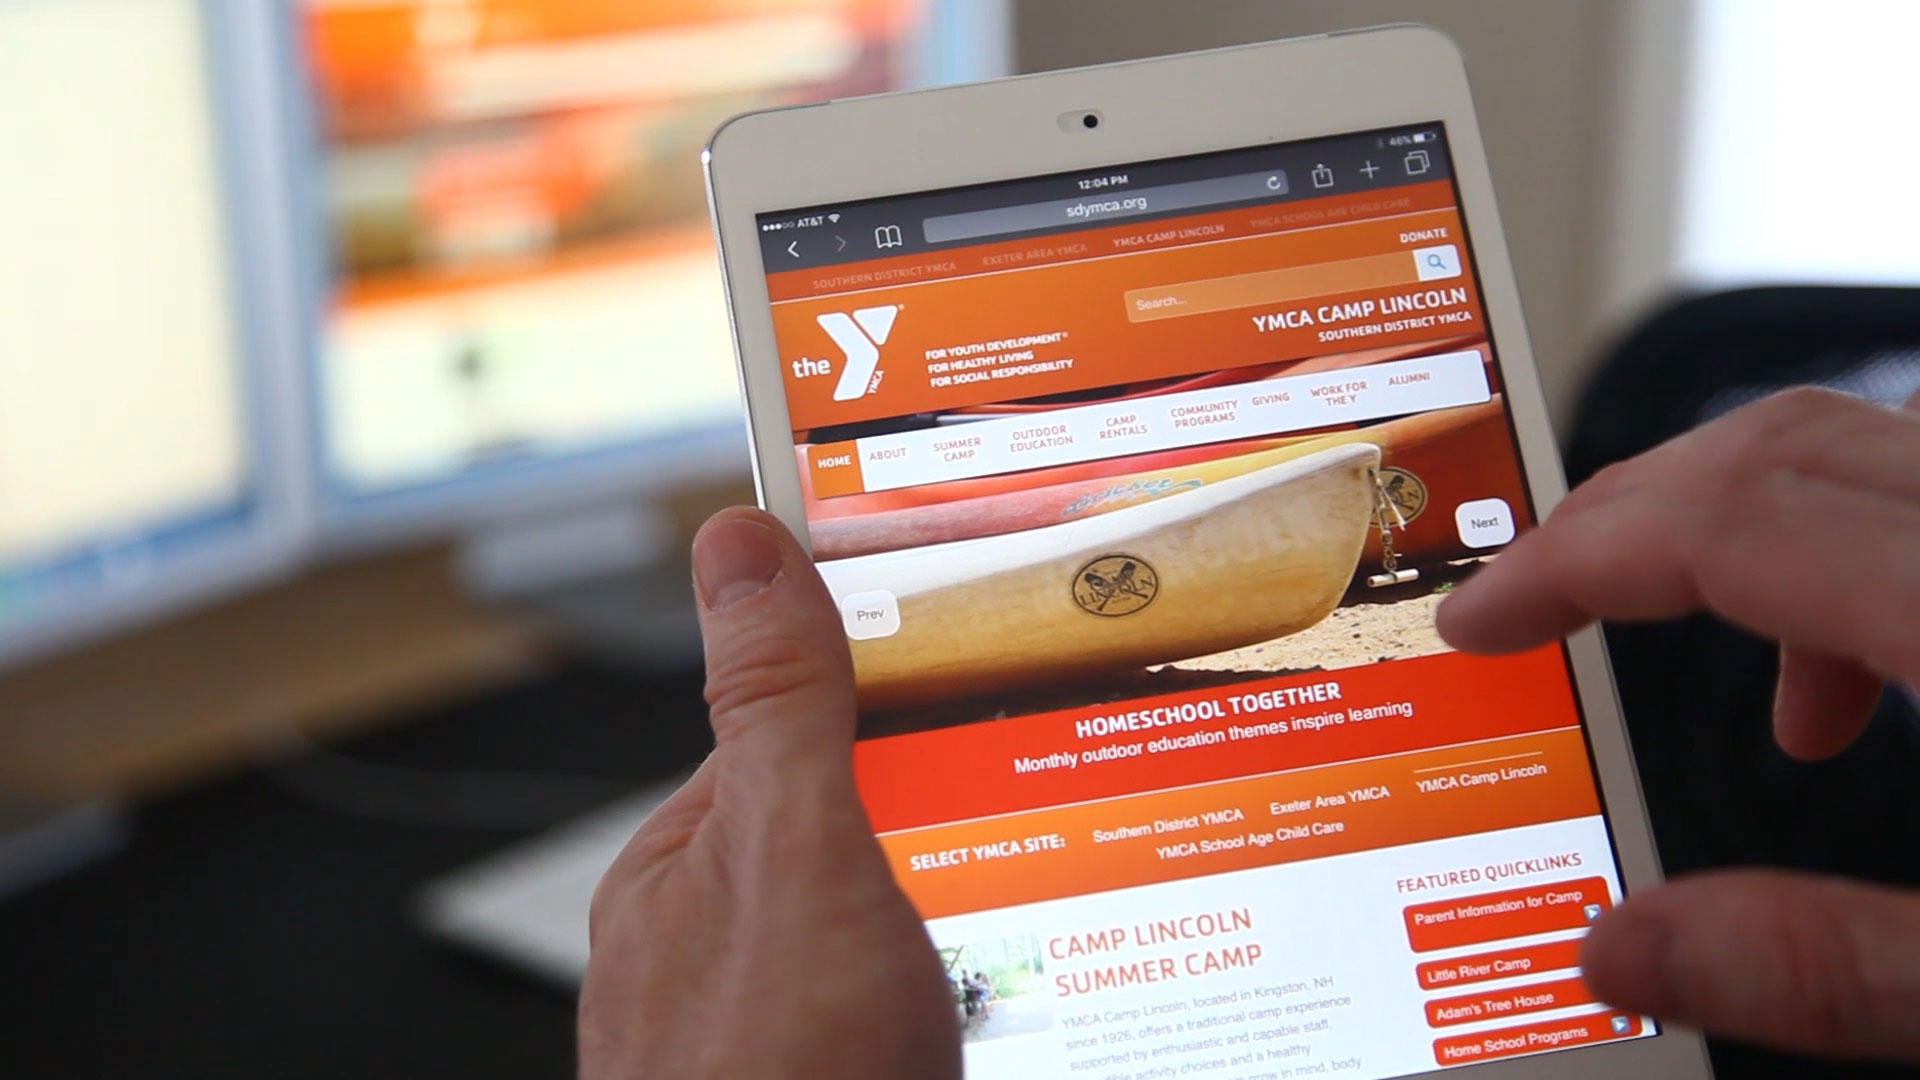 46%
●●●○○ AT&T
12:04 PM
sdymca.org
SOUTHERN DISTRICT YMCA
EXETER AREA YMCA
YMCA CAMP LINCOLN
YMCA SCHOOL AGE CHILD CARE
DONATE
Search...
the
YMCA
®
FOR YOUTH DEVELOPMENT®
FOR HEALTHY LIVING
FOR SOCIAL RESPONSIBILITY
YMCA CAMP LINCOLN
SOUTHERN DISTRICT YMCA
HOME
ABOUT
SUMMER
CAMP
OUTDOOR
EDUCATION
CAMP
RENTALS
COMMUNITY
PROGRAMS
GIVING
WORK FOR
THE Y
ALUMNI
LINCOLN
Next
Prev
HOMESCHOOL TOGETHER
Monthly outdoor education themes inspire learning
SELECT YMCA SITE:
Southern District YMCA
Exeter Area YMCA
YMCA Camp Lincoln
YMCA School Age Child Care
CAMP LINCOLN
SUMMER CAMP
YMCA Camp Lincoln, located in Kingston, NH
since 1926, offers a traditional camp experience
supported by enthusiastic and capable staff,
activity choices and a healthy
grow in mind, body
FEATURED QUICKLINKS
Parent Information for Camp
Little River Camp
Adam's Tree House
Home School Programs